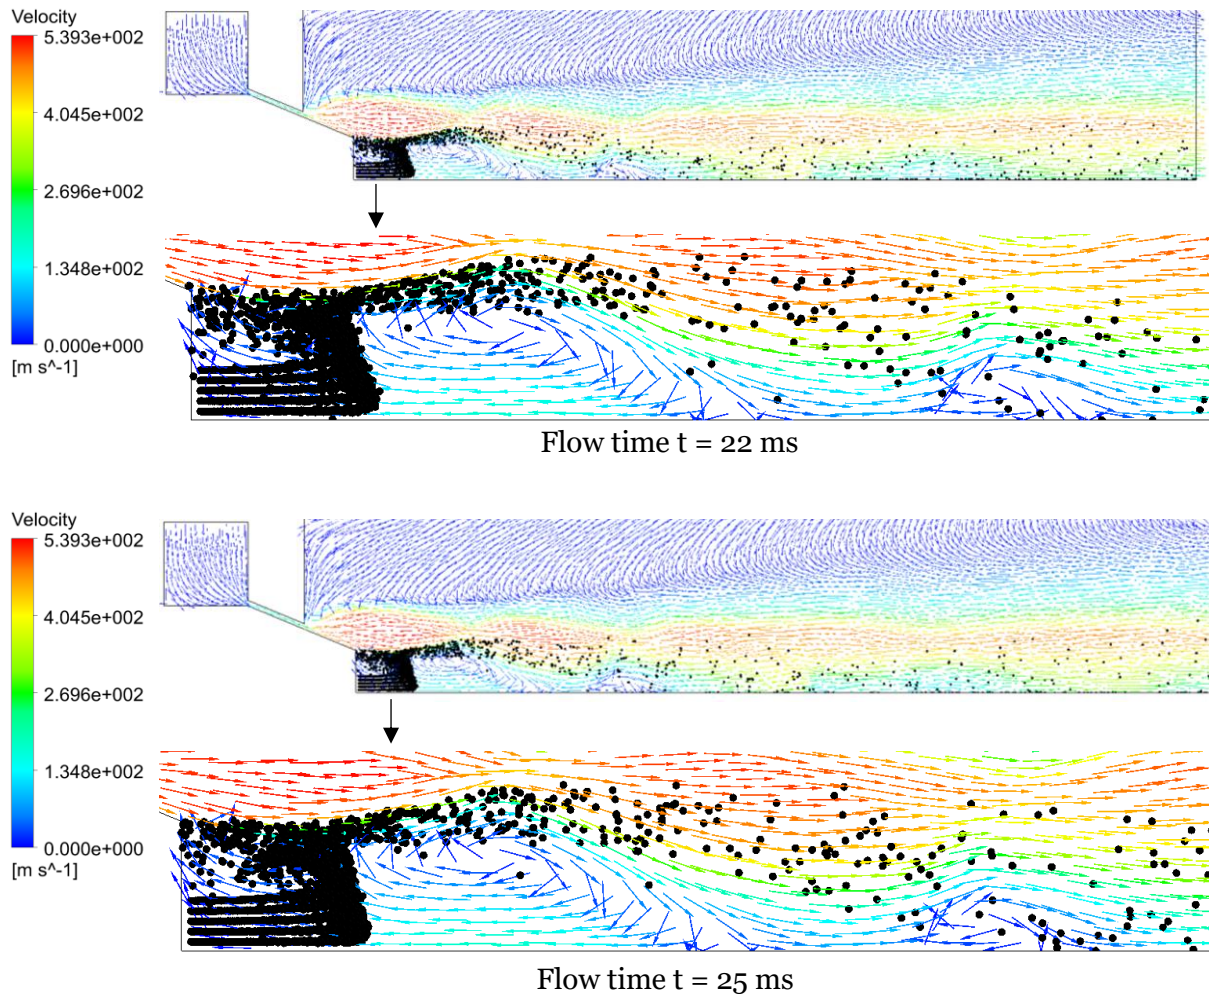 Velocity
5.393e+002
4.045e+002
2.696e+002
1.348e+002
0.000e+000
[m s^-1]
Flow time t = 22 ms
Velocity
5.393e+002
4.045e+002
2.696e+002
1.348e+002
0.000e+000
[m s^-1]
Flow time t = 25 ms